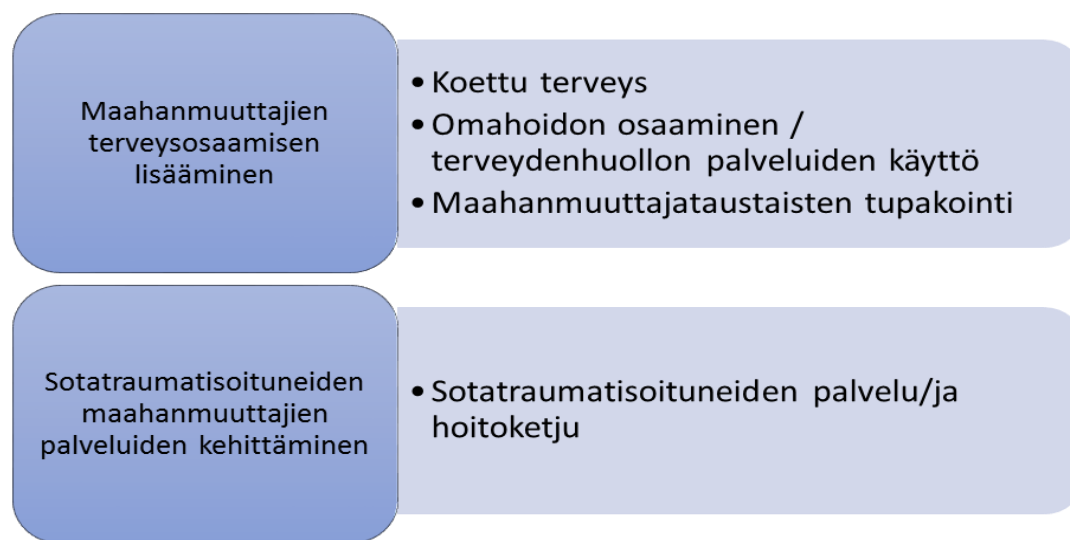 Maahanmuuttajien
terveysosaamisen
lisääminen
• Koettu terveys
• Omahoidon osaaminen /
terveydenhuollon palveluiden käyttö
• Maahanmuuttajataustaisten tupakointi
Sotatraumatisoituneiden
maahanmuuttajien
palveluiden kehittäminen
• Sotatraumatisoituneiden palvelu/ja
hoitoketju